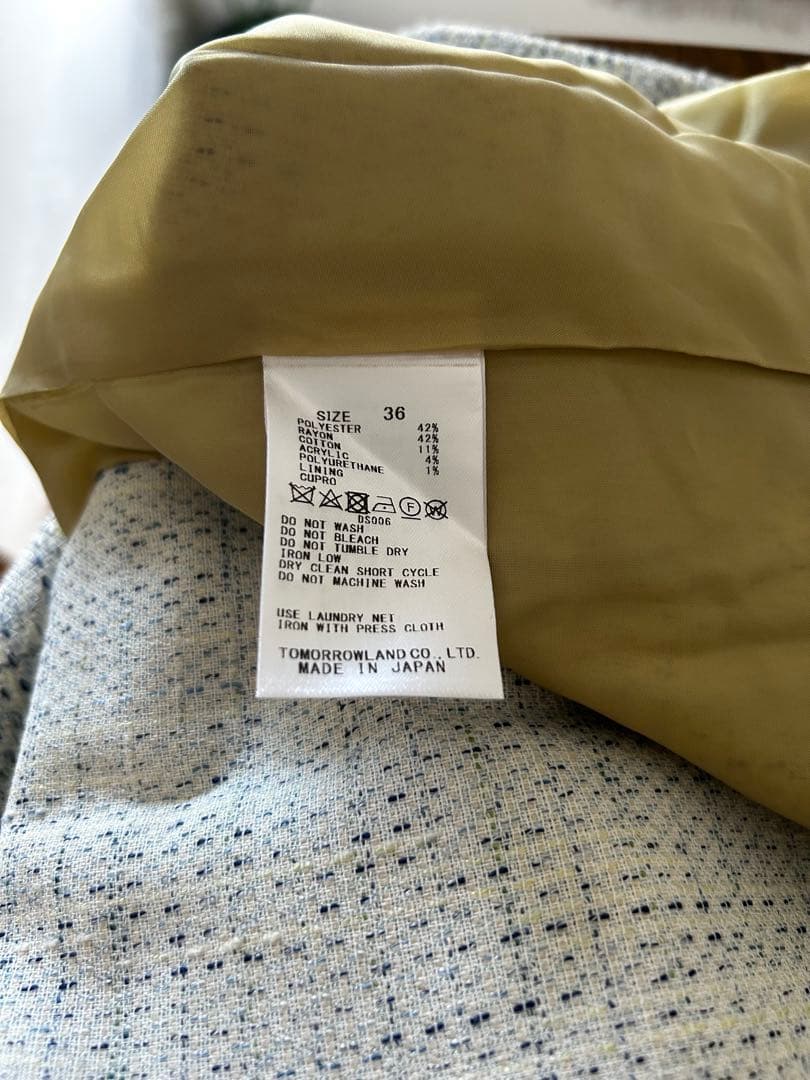 SIZE 36
POLYESTER 42%
RAYON 42%
COTTON 11%
ACRYLIC 4%
POLYURETHANE 1%
LINING
CUPRO
F W
DS006
DO NOT WASH
DO NOT BLEACH
DO NOT TUMBLE DRY
IRON LOW
DRY CLEAN SHORT CYCLE
DO NOT MACHINE WASH
USE LAUNDRY NET
IRON WITH PRESS CLOTH
TOMORROWLAND CO., LTD.
MADE IN JAPAN